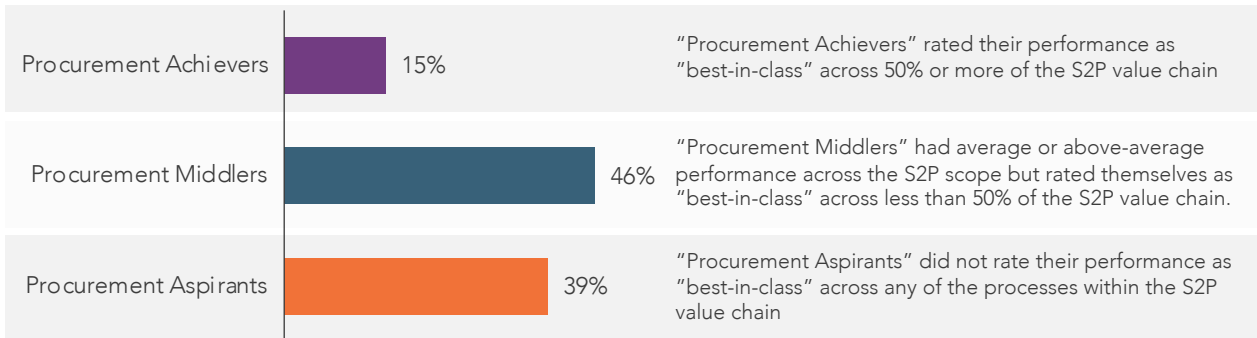 Procurement Achievers
15%
“Procurement Achievers” rated their performance as
“best-in-class” across 50% or more of the S2P value chain
Procurement Middlers
46%
“Procurement Middlers” had average or above-average
performance across the S2P scope but rated themselves as
“best-in-class” across less than 50% of the S2P value chain.
Procurement Aspirants
39%
“Procurement Aspirants” did not rate their performance as
“best-in-class” across any of the processes within the S2P
value chain